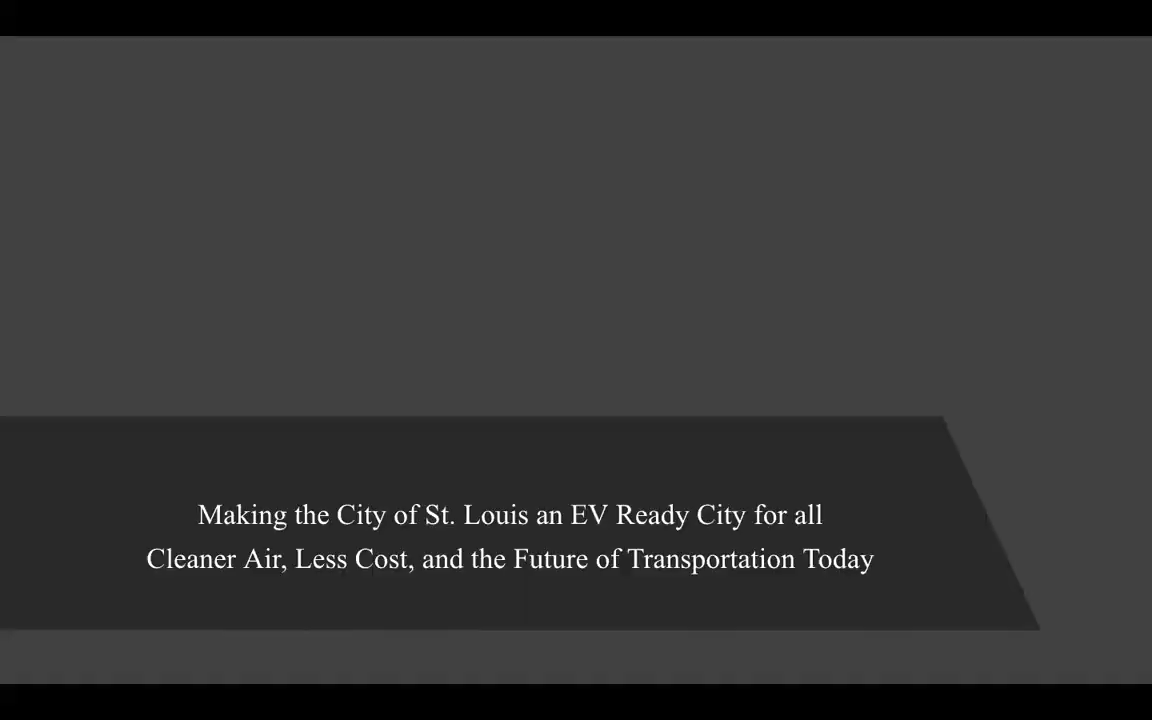 Making the City of St. Louis an EV Ready City for all
Cleaner Air, Less Cost, and the Future of Transportation Today